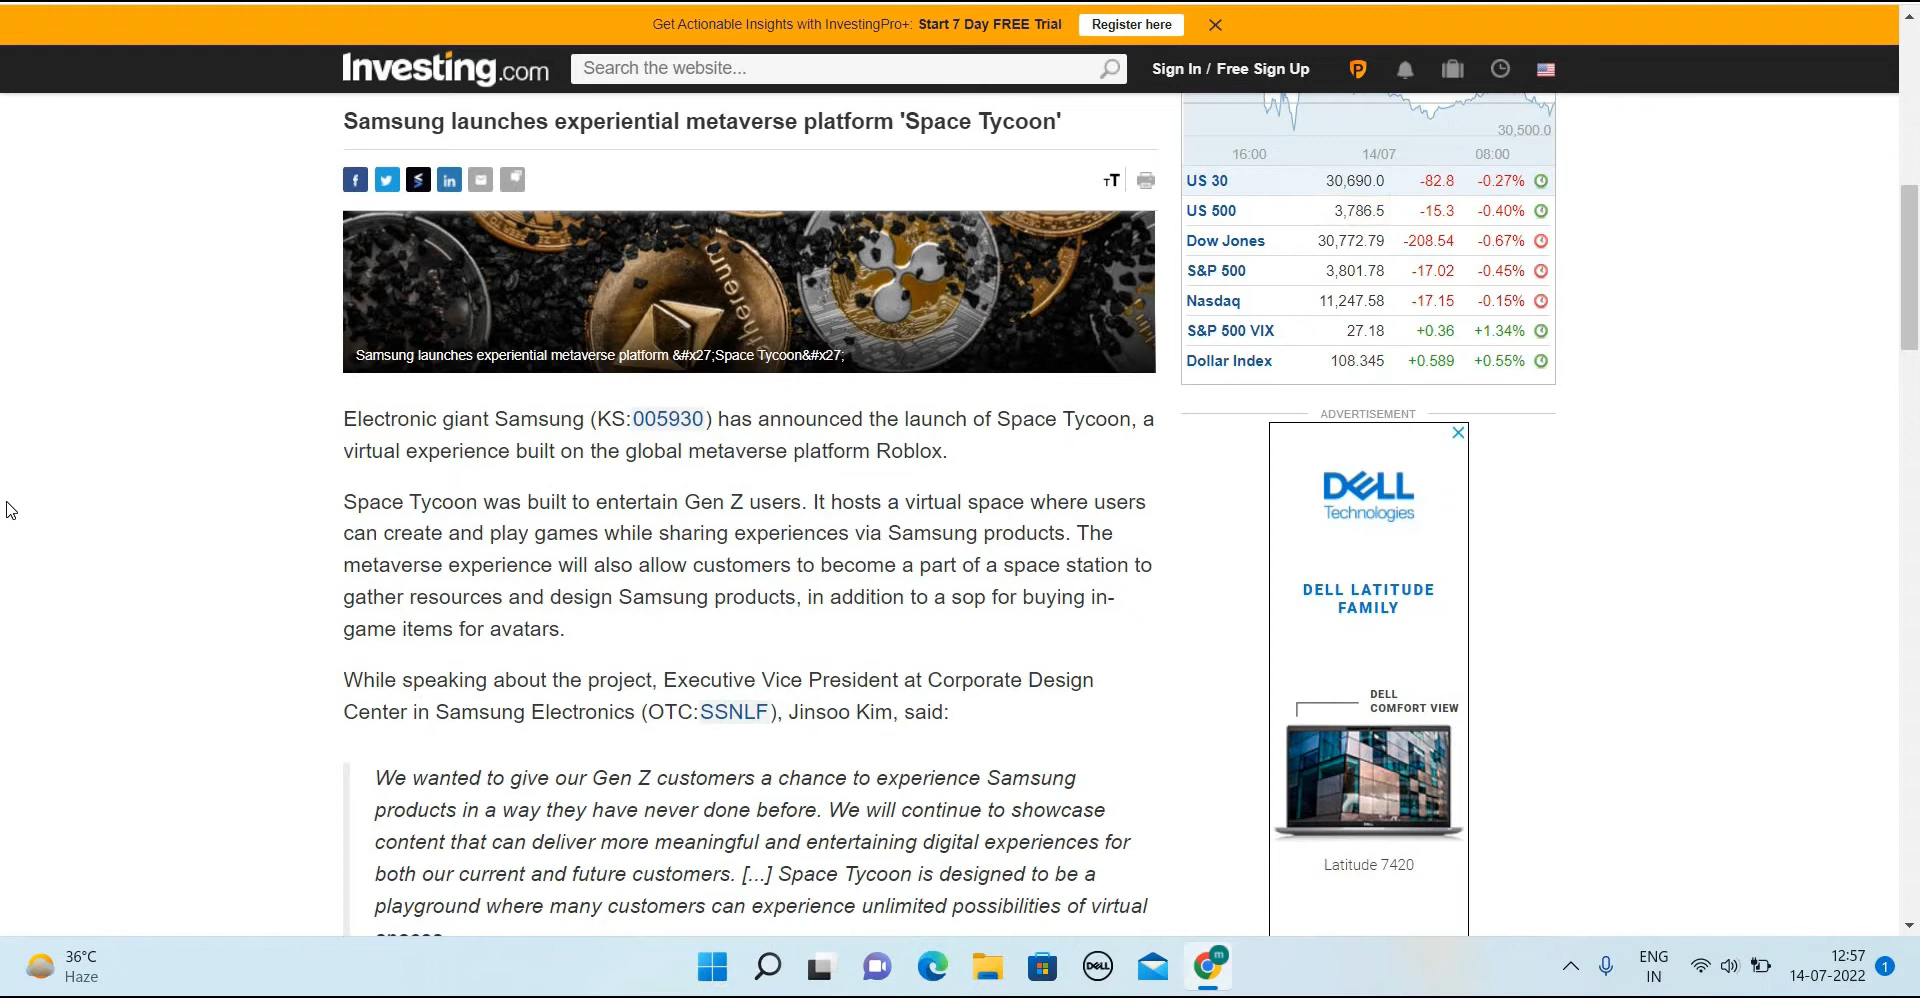 Get Actionable Insights with InvestingPro+: Start 7 Day FREE Trial Register here
Investing.com Search the website... Sign In / Free Sign Up
Samsung launches experiential metaverse platform 'Space Tycoon'
TT
Ethereum
Samsung launches experiential metaverse platform &#x27;Space Tycoon&#x27;
Electronic giant Samsung (KS:005930) has announced the launch of Space Tycoon, a
virtual experience built on the global metaverse platform Roblox.
Space Tycoon was built to entertain Gen Z users. It hosts a virtual space where users
can create and play games while sharing experiences via Samsung products. The
metaverse experience will also allow customers to become a part of a space station to
gather resources and design Samsung products, in addition to a sop for buying in-
game items for avatars.
While speaking about the project, Executive Vice President at Corporate Design
Center in Samsung Electronics (OTC:SSNLF), Jinsoo Kim, said:
We wanted to give our Gen Z customers a chance to experience Samsung
products in a way they have never done before. We will continue to showcase
content that can deliver more meaningful and entertaining digital experiences for
both our current and future customers. [...] Space Tycoon is designed to be a
playground where many customers can experience unlimited possibilities of virtual
30,500.0
16:00 14/07 08:00
US 30 30,690.0 -82.8 -0.27%
US 500 3,786.5 -15.3 -0.40%
Dow Jones 30,772.79 -208.54 -0.67%
S&P 500 3,801.78 -17.02 -0.45%
Nasdaq 11,247.58 -17.15 -0.15%
S&P 500 VIX 27.18 +0.36 +1.34%
Dollar Index 108.345 +0.589 +0.55%
ADVERTISEMENT
DELL
Technologies
DELL LATITUDE
FAMILY
DELL
COMFORT VIEW
Latitude 7420
36°C
Haze
DELL
m
ENG
IN
12:57
14-07-2022
1